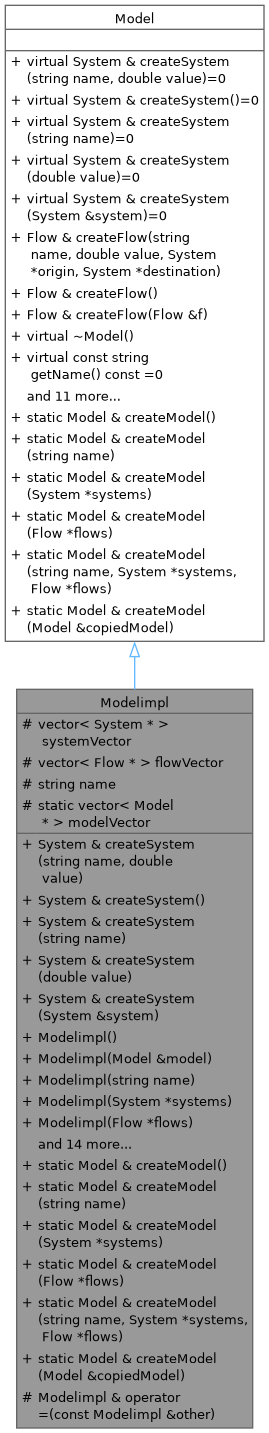 Model
+ virtual System & createSystem
(string name, double value)=0
+ virtual System & createSystem()=0
+ virtual System & createSystem
(string name)=0
+ virtual System & createSystem
(double value)=0
+ virtual System & createSystem
(System &system)=0
+ Flow & createFlow(string
name, double value, System
*origin, System *destination)
+ Flow & createFlow()
+ Flow & createFlow(Flow &f)
+ virtual ~Model()
+ virtual const string
getName() const =0
and 11 more...
+ static Model & createModel()
+ static Model & createModel
(string name)
+ static Model & createModel
(System *systems)
+ static Model & createModel
(Flow *flows)
+ static Model & createModel
(string name, System *systems,
Flow *flows)
+ static Model & createModel
(Model &copiedModel)
Modelimpl
# vector< System * >
systemVector
# vector< Flow * > flowVector
# string name
# static vector< Model
* > modelVector
+ System & createSystem
(string name, double
value)
+ System & createSystem()
+ System & createSystem
(string name)
+ System & createSystem
(double value)
+ System & createSystem
(System &system)
+ Modelimpl()
+ Modelimpl(Model &model)
+ Modelimpl(string name)
+ Modelimpl(System *systems)
+ Modelimpl(Flow *flows)
and 14 more...
+ static Model & createModel()
+ static Model & createModel
(string name)
+ static Model & createModel
(System *systems)
+ static Model & createModel
(Flow *flows)
+ static Model & createModel
(string name, System *systems,
Flow *flows)
+ static Model & createModel
(Model &copiedModel)
# Modelimpl & operator
=(const Modelimpl &other)